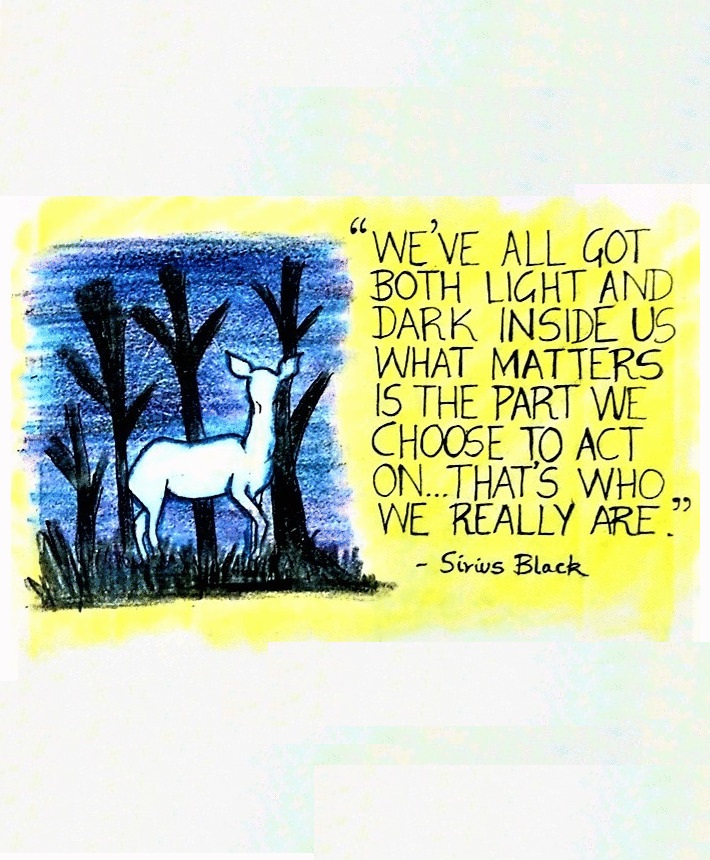 “WE’VE ALL GOT
BOTH LIGHT AND
DARK INSIDE US
WHAT MATTERS
IS THE PART WE
CHOOSE TO ACT
ON...THAT’S WHO
WE REALLY ARE.”
- Sirius Black